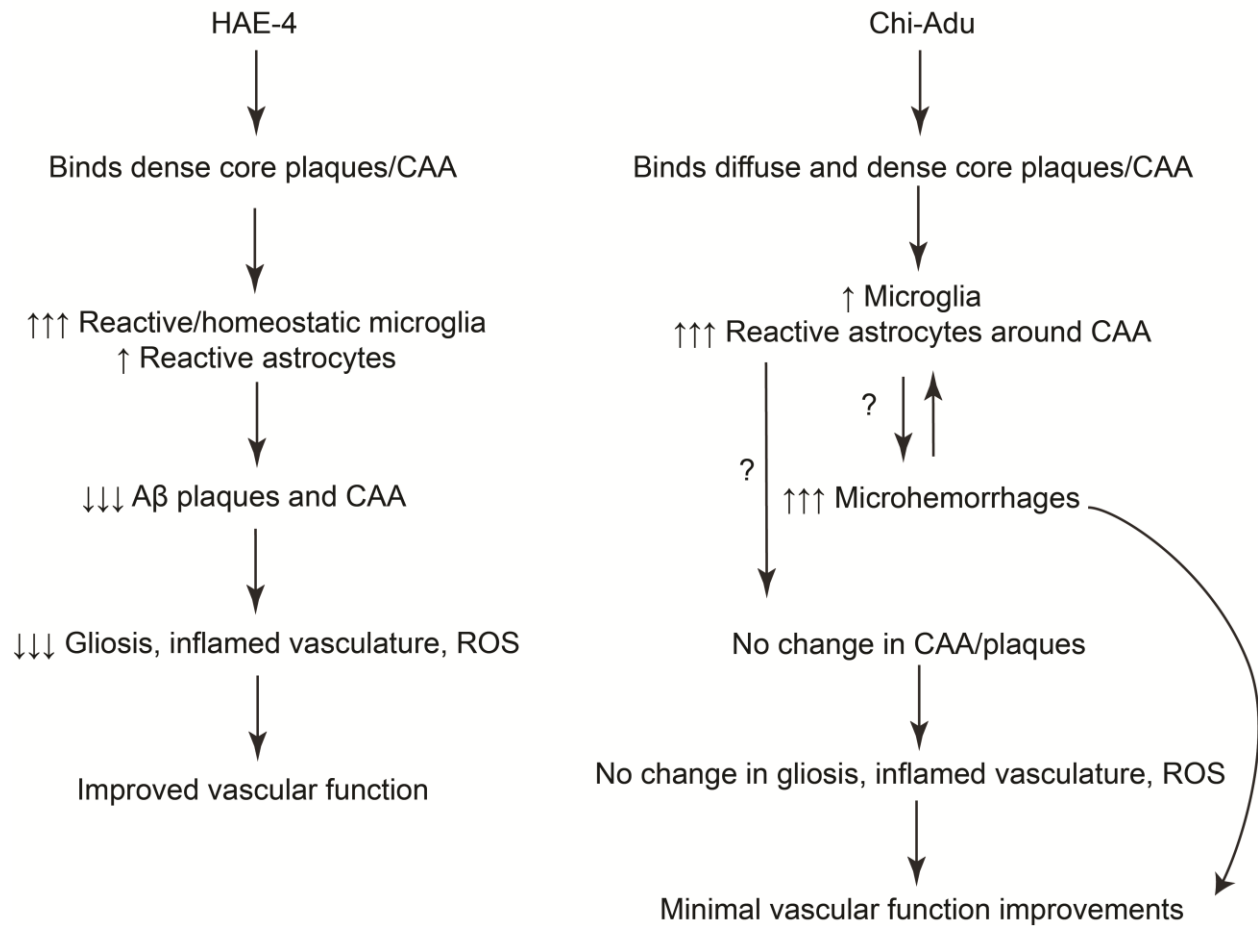 HAE-4
Binds dense core plaques/CAA
↑↑↑ Reactive/homeostatic microglia
↑ Reactive astrocytes
↓↓↓ Aβ plaques and CAA
↓↓↓ Gliosis, inflamed vasculature, ROS
Improved vascular function
Chi-Adu
Binds diffuse and dense core plaques/CAA
↑ Microglia
↑↑↑ Reactive astrocytes around CAA
?
?
↑↑↑ Microhemorrhages
No change in CAA/plaques
No change in gliosis, inflamed vasculature, ROS
Minimal vascular function improvements